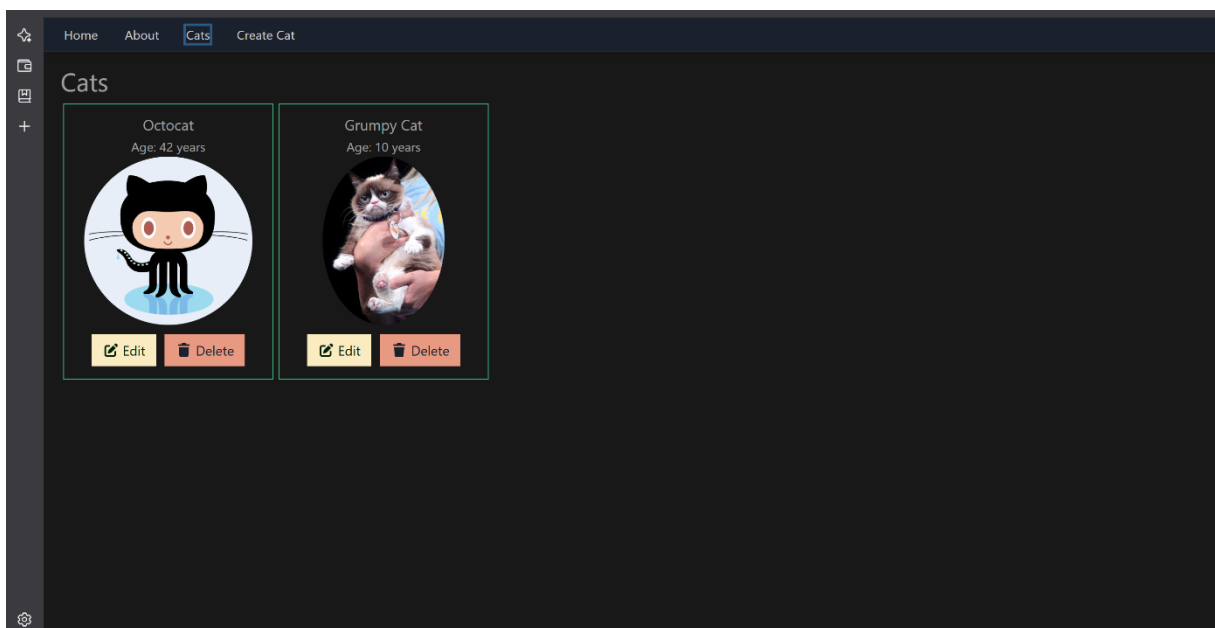 Home About Cats Create Cat
Cats
Octocat
Age: 42 years
Edit Delete
Grumpy Cat
Age: 10 years
Edit Delete